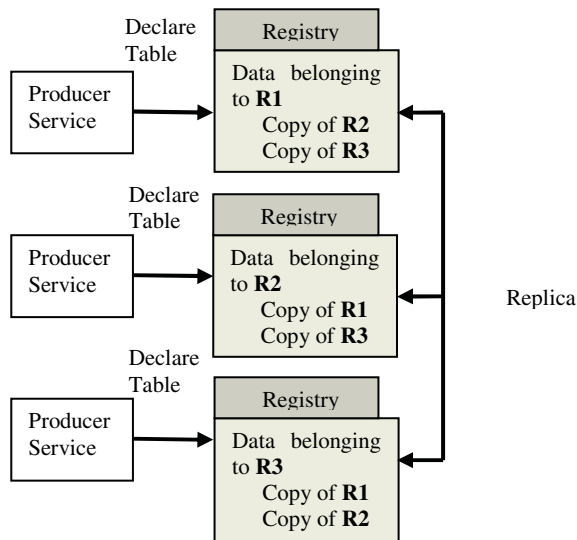 Declare
Table
Registry
Producer
Service
Data belonging
to R1
Copy of R2
Copy of R3
Declare
Table
Registry
Producer
Service
Data belonging
to R2
Copy of R1
Copy of R3
Replica
Declare
Table
Registry
Producer
Service
Data belonging
to R3
Copy of R1
Copy of R2